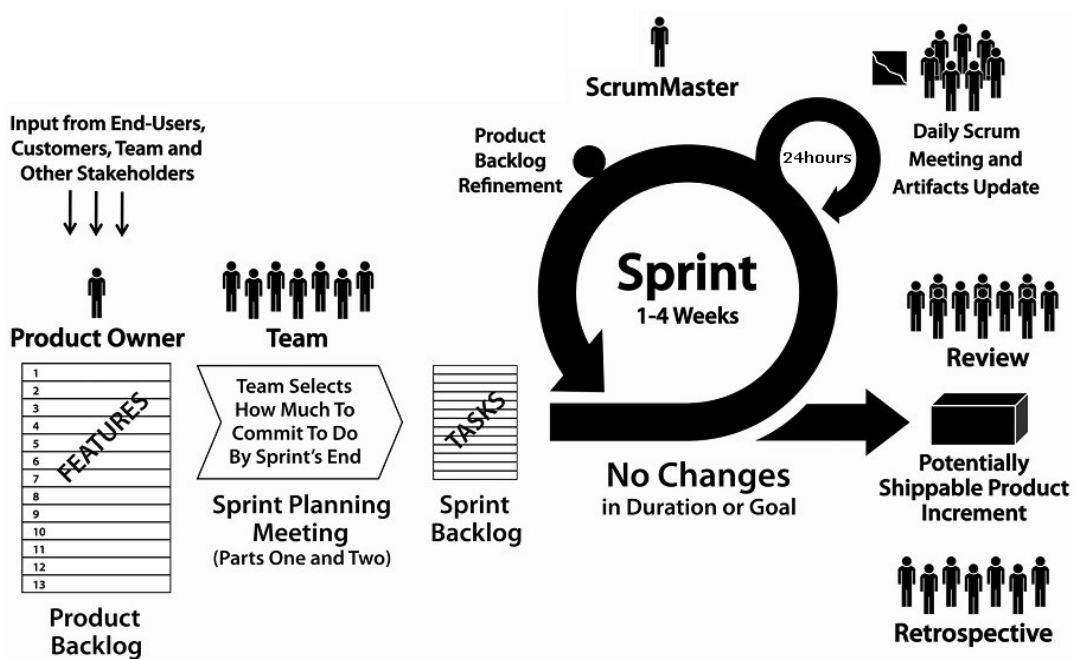 Input from End-Users,
Customers, Team and
Other Stakeholders
Product Owner
1
2
3
4
5
6
7
8
9
10
11
12
13
FEATURES
Product
Backlog
Team
Team Selects
How Much To
Commit To Do
By Sprint's End
Sprint Planning
Meeting
(Parts One and Two)
TASKS
Sprint
Backlog
ScrumMaster
Product
Backlog
Refinement
24hours
Daily Scrum
Meeting and
Artifacts Update
Sprint
1-4 Weeks
No Changes
in Duration or Goal
Review
Potentially
Shippable Product
Increment
Retrospective